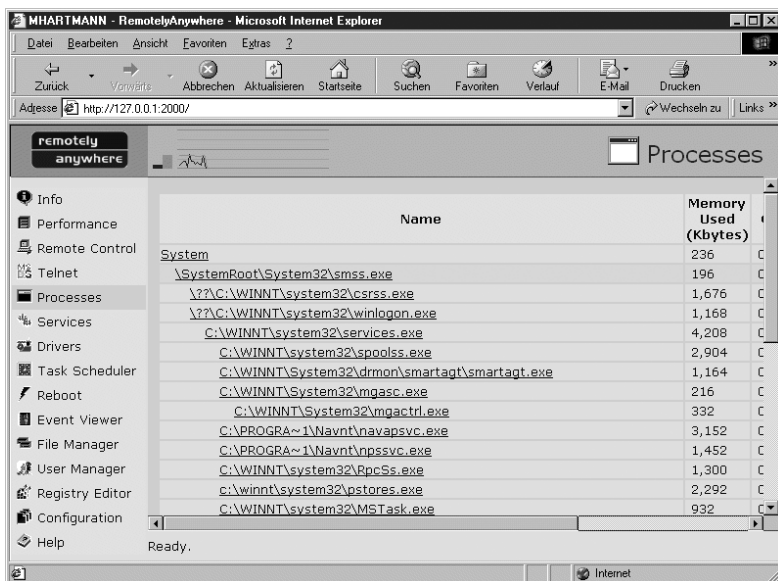 MHARTMANN - RemotelyAnywhere - Microsoft Internet Explorer
Datei Bearbeiten Ansicht Favoriten Extras ?
Zurück Vorwärts Abbrechen Aktualisieren Startseite Suchen Favoriten Verlauf E-Mail Drucken »
Adresse http://127.0.0.1:2000/ Wechseln zu Links »
remotely
anywhere
Processes
Info
Performance
Remote Control
Telnet
Processes
Services
Drivers
Task Scheduler
Reboot
Event Viewer
File Manager
User Manager
Registry Editor
Configuration
Help
Name Memory Used (Kbytes)
System 236
\SystemRoot\System32\smss.exe 196
\??\C:\WINNT\system32\csrss.exe 1,676
\??\C:\WINNT\system32\winlogon.exe 1,168
C:\WINNT\system32\services.exe 4,208
C:\WINNT\system32\spoolss.exe 2,904
C:\WINNT\System32\drmon\smartagt\smartagt.exe 1,164
C:\WINNT\System32\mgasc.exe 216
C:\WINNT\System32\mgactrl.exe 332
C:\PROGRA~1\Navnt\navapsvc.exe 3,152
C:\PROGRA~1\Navnt\npssvc.exe 1,452
C:\WINNT\system32\RpcSs.exe 1,300
c:\winnt\system32\pstores.exe 2,292
C:\WINNT\system32\MSTask.exe 932
Ready.
Internet